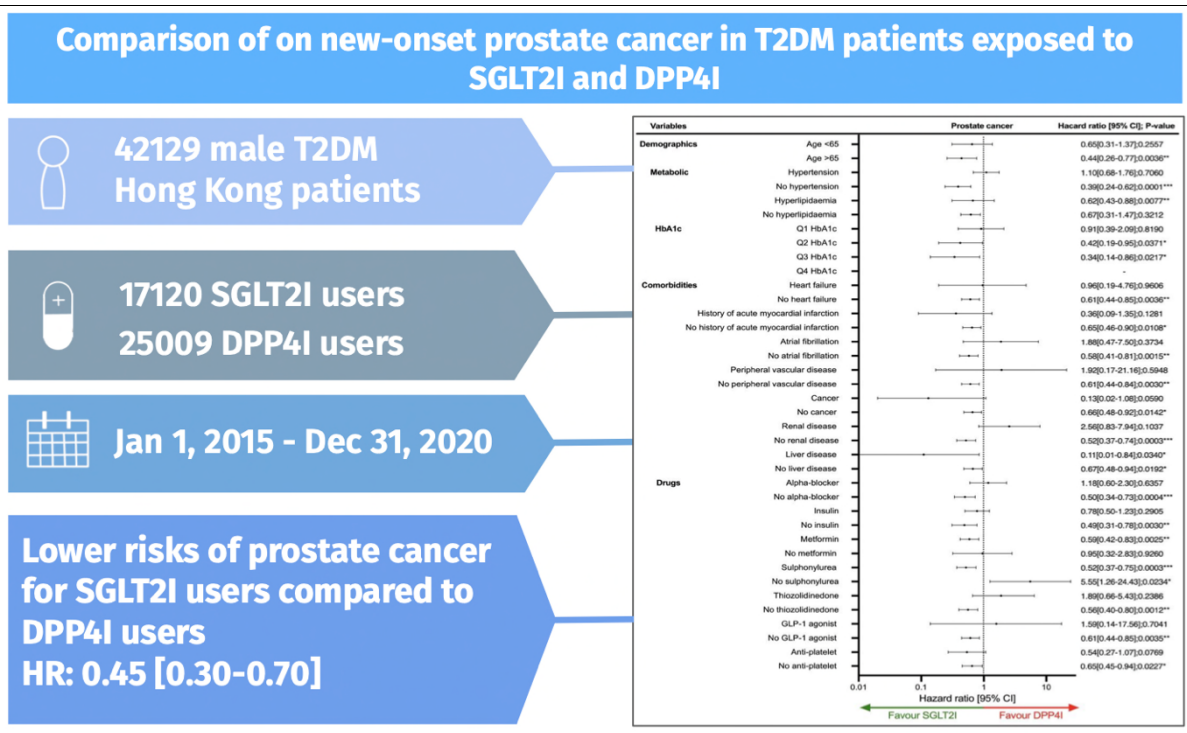 Comparison of on new-onset prostate cancer in T2DM patients exposed to
SGLT2I and DPP4I
42129 male T2DM
Hong Kong patients
17120 SGLT2I users
25009 DPP4I users
Jan 1, 2015 - Dec 31, 2020
Lower risks of prostate cancer
for SGLT2I users compared to
DPP4I users
HR: 0.45 [0.30-0.70]
Variables Prostate cancer Hacard ratio [95% CI]; P-value
Demographics Age <65 0.65[0.31-1.37];0.2557
Age >65 0.44[0.26-0.77];0.0036**
Metabolic Hypertension 1.10[0.68-1.76];0.7060
No hypertension 0.39[0.24-0.62];0.0001***
Hyperlipidaemia 0.62[0.43-0.88];0.0077**
No hyperlipidaemia 0.67[0.31-1.47];0.3212
HbA1c Q1 HbA1c 0.91[0.39-2.09];0.8190
Q2 HbA1c 0.42[0.19-0.95];0.0371*
Q3 HbA1c 0.34[0.14-0.86];0.0217*
Q4 HbA1c -
Comorbidities Heart failure 0.96[0.19-4.76];0.9606
No heart failure 0.61[0.44-0.85];0.0036**
History of acute myocardial infarction 0.36[0.09-1.35];0.1281
No history of acute myocardial infarction 0.65[0.46-0.90];0.0108*
Atrial fibrillation 1.88[0.47-7.50];0.3734
No atrial fibrillation 0.58[0.41-0.81];0.0015**
Peripheral vascular disease 1.92[0.17-21.16];0.5948
No peripheral vascular disease 0.61[0.44-0.84];0.0030**
Cancer 0.13[0.02-1.08];0.0590
No cancer 0.66[0.48-0.92];0.0142*
Renal disease 2.56[0.83-7.94];0.1037
No renal disease 0.52[0.37-0.74];0.0003***
Liver disease 0.11[0.01-0.84];0.0340*
No liver disease 0.67[0.48-0.94];0.0192*
Drugs Alpha-blocker 1.18[0.60-2.30];0.6357
No alpha-blocker 0.50[0.34-0.73];0.0004***
Insulin 0.78[0.50-1.23];0.2905
No insulin 0.49[0.31-0.78];0.0030**
Metformin 0.59[0.42-0.83];0.0025**
No metformin 0.95[0.32-2.83];0.9260
Sulphonylurea 0.52[0.37-0.75];0.0003***
No sulphonylurea 5.55[1.26-24.43];0.0234*
Thiozolidinedone 1.89[0.66-5.43];0.2386
No thiozolidinedone 0.56[0.40-0.80];0.0012**
GLP-1 agonist 1.59[0.14-17.56];0.7041
No GLP-1 agonist 0.61[0.44-0.85];0.0035**
Anti-platelet 0.54[0.27-1.07];0.0769
No anti-platelet 0.65[0.45-0.94];0.0227*
0.01 0.1 1 10
Hazard ratio [95% CI]
Favour SGLT2I Favour DPP4I